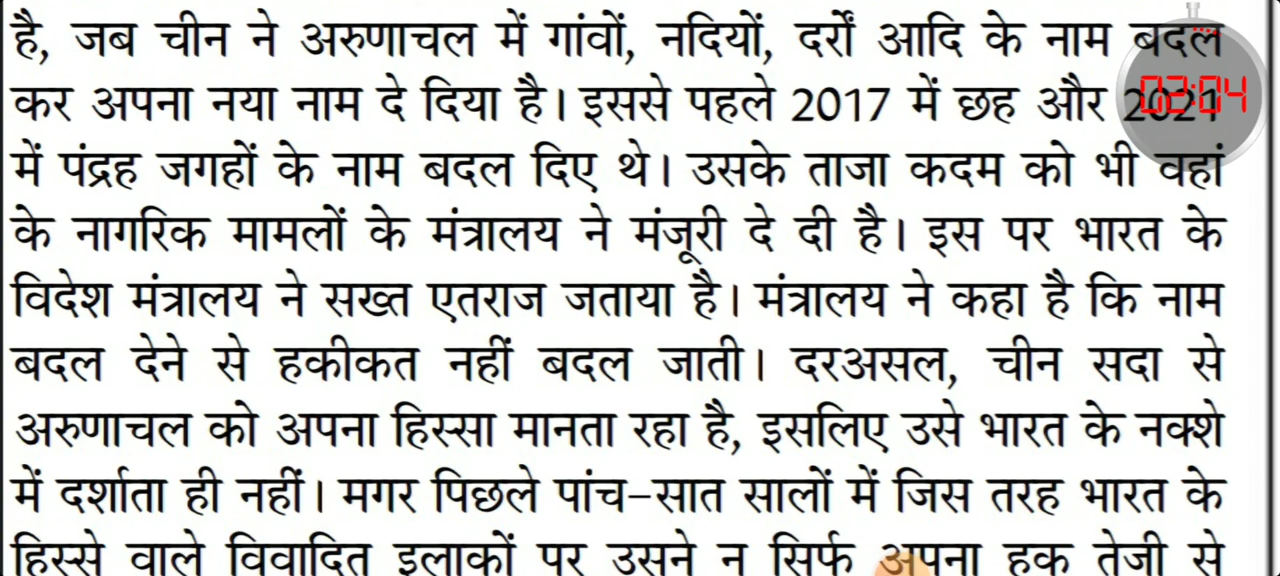 है, जब चीन ने अरुणाचल में गांवों, नदियों, दर्रों आदि के नाम बदल
कर अपना नया नाम दे दिया है। इससे पहले 2017 में छह और 2021
02:04
में पंद्रह जगहों के नाम बदल दिए थे। उसके ताजा कदम को भी वहां
के नागरिक मामलों के मंत्रालय ने मंजूरी दे दी है। इस पर भारत के
विदेश मंत्रालय ने सख्त एतराज जताया है। मंत्रालय ने कहा है कि नाम
बदल देने से हकीकत नहीं बदल जाती। दरअसल, चीन सदा से
अरुणाचल को अपना हिस्सा मानता रहा है, इसलिए उसे भारत के नक्शे
में दर्शाता ही नहीं। मगर पिछले पांच-सात सालों में जिस तरह भारत के
हिस्से वाले विवादित इलाकों पर उसने न सिर्फ अपना हक तेजी से